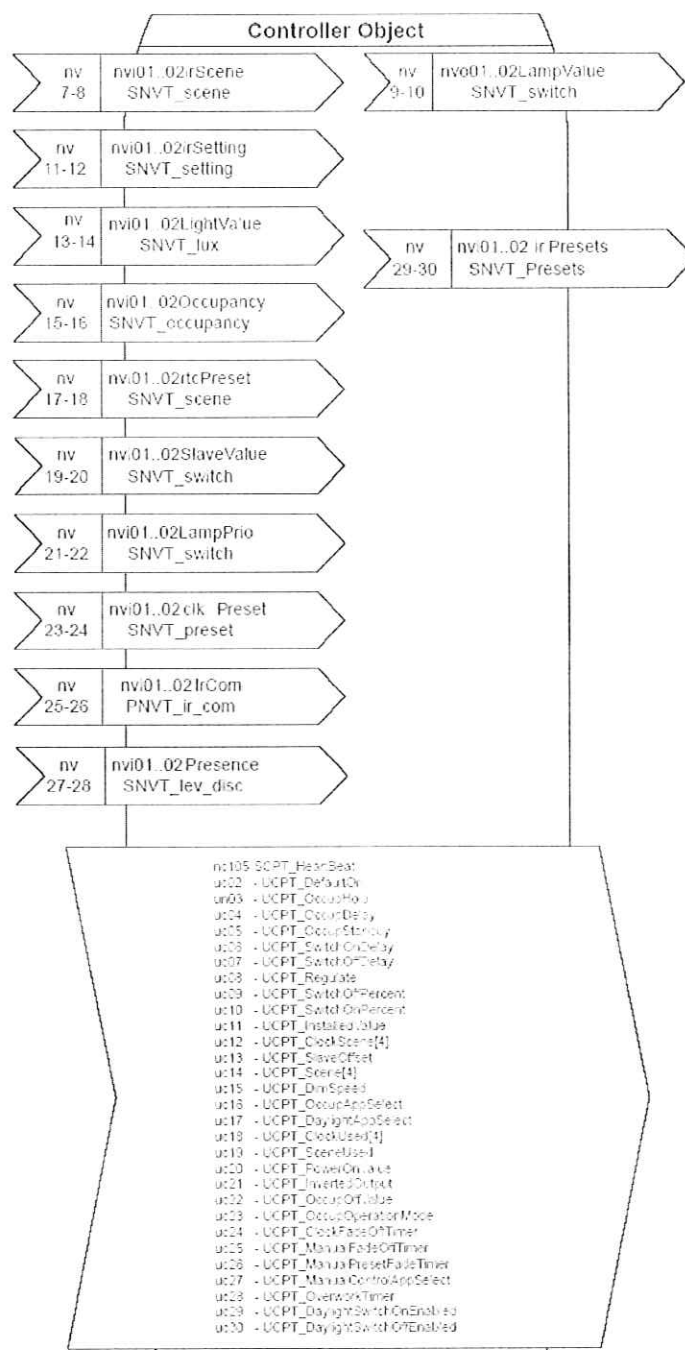 Controller Object
nv
7-8
nvi01..02irScene
SNVT_scene
nv
9-10
nvo01..02LampValue
SNVT_switch
nv
11-12
nvi01..02irSetting
SNVT_setting
nv
13-14
nvi01..02LightValue
SNVT_lux
nv
29-30
nvi01..02 ir Presets
SNVT_Presets
nv
15-16
nvi01..02Occupancy
SNVT_occupancy
nv
17-18
nvi01..02rtcPreset
SNVT_scene
nv
19-20
nvi01..02SlaveValue
SNVT_switch
nv
21-22
nvi01..02LampPrio
SNVT_switch
nv
23-24
nvi01..02clk Preset
SNVT_preset
nv
25-26
nvi01..02IrCom
PNVT_ir_com
nv
27-28
nvi01..02Presence
SNVT_lev_disc
nc105 SCPT_HeartBeat
uc02 - UCPT_DefaultOn
un03 - UCPT_OccupHold
uc04 - UCPT_OccupDelay
uc05 - UCPT_OccupStandby
uc06 - UCPT_SwitchOnDelay
uc07 - UCPT_SwitchOffDelay
uc08 - UCPT_Regulate
uc09 - UCPT_SwitchOffPercent
uc10 - UCPT_SwitchOnPercent
uc11 - UCPT_InstalledValue
uc12 - UCPT_ClockScene[4]
uc13 - UCPT_SlaveOffset
uc14 - UCPT_Scene[4]
uc15 - UCPT_DimSpeed
uc16 - UCPT_OccupAppSelect
uc17 - UCPT_DaylightAppSelect
uc18 - UCPT_ClockUsed[4]
uc19 - UCPT_SceneUsed
uc20 - UCPT_PowerOnValue
uc21 - UCPT_InvertedOutput
uc22 - UCPT_OccupOffValue
uc23 - UCPT_OccupOperationMode
uc24 - UCPT_ClockFadeOffTimer
uc25 - UCPT_ManualFadeOffTimer
uc26 - UCPT_ManualPresetFadeTimer
uc27 - UCPT_ManualControlAppSelect
uc28 - UCPT_OverworkTimer
uc29 - UCPT_DaylightSwitchOnEnabled
uc30 - UCPT_DaylightSwitchOffEnabled